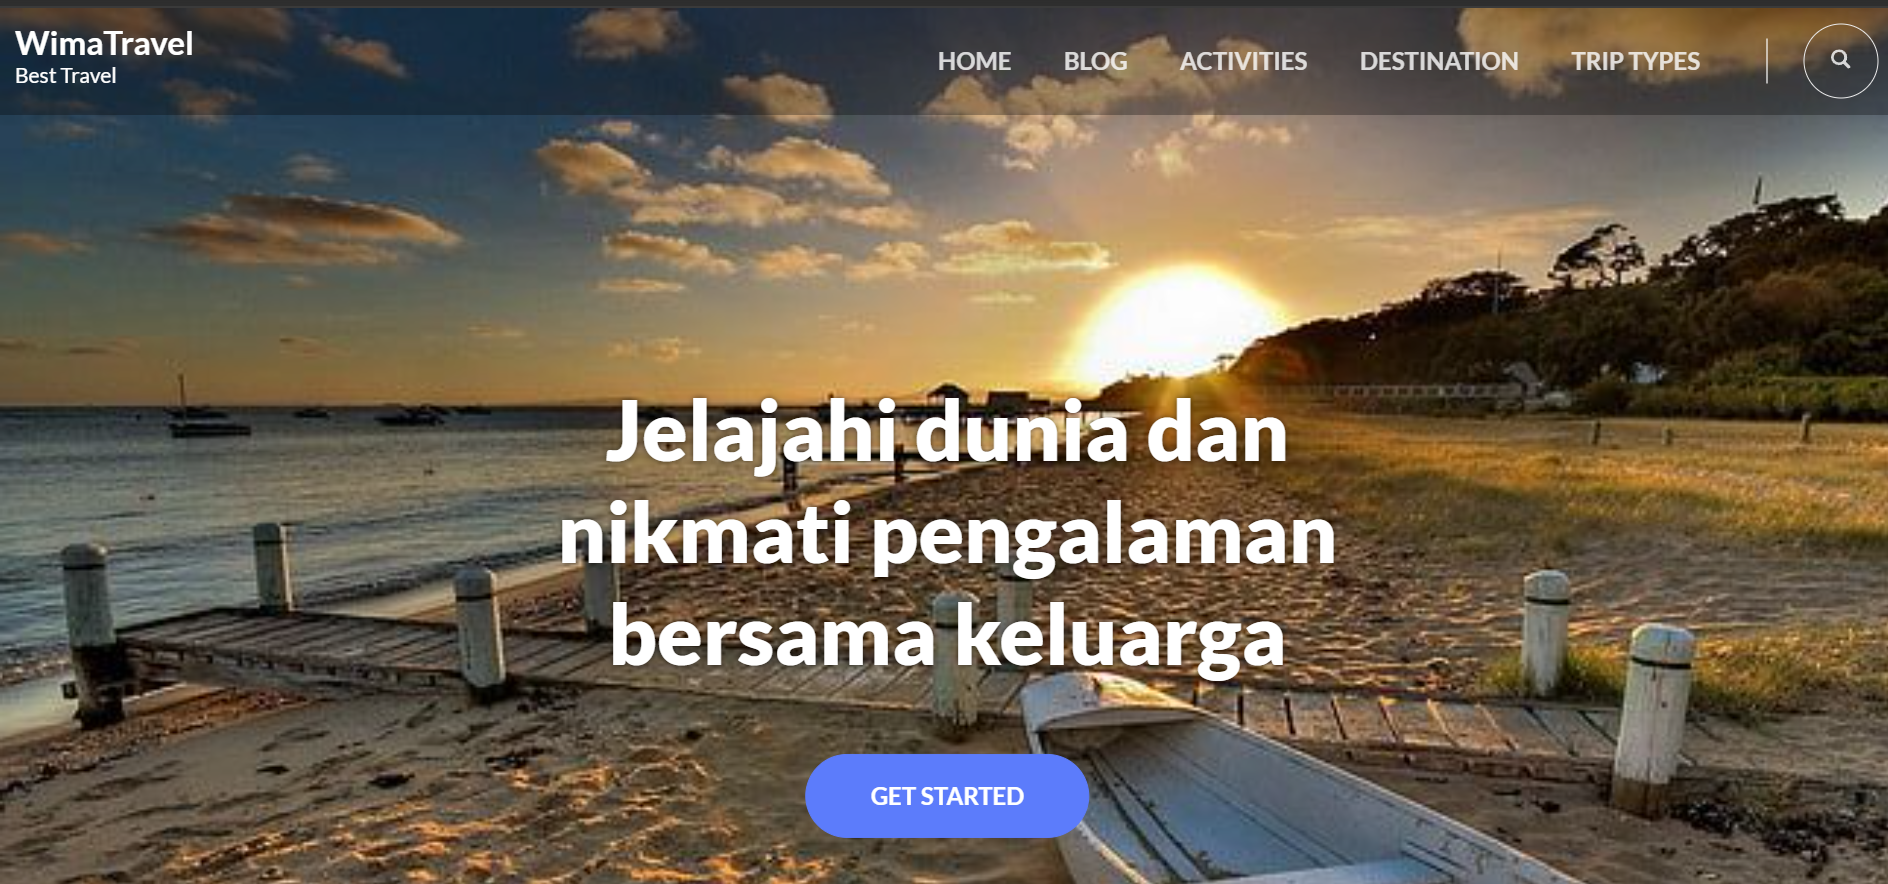 WimaTravel
Best Travel
HOME
BLOG
ACTIVITIES
DESTINATION
TRIP TYPES
Jelajahi dunia dan
nikmati pengalaman
bersama keluarga
GET STARTED